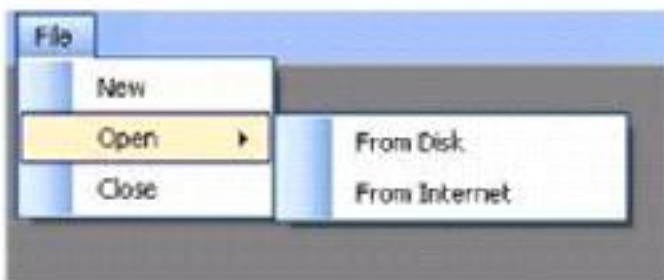 File
New
Open
From Disk
Close
From Internet